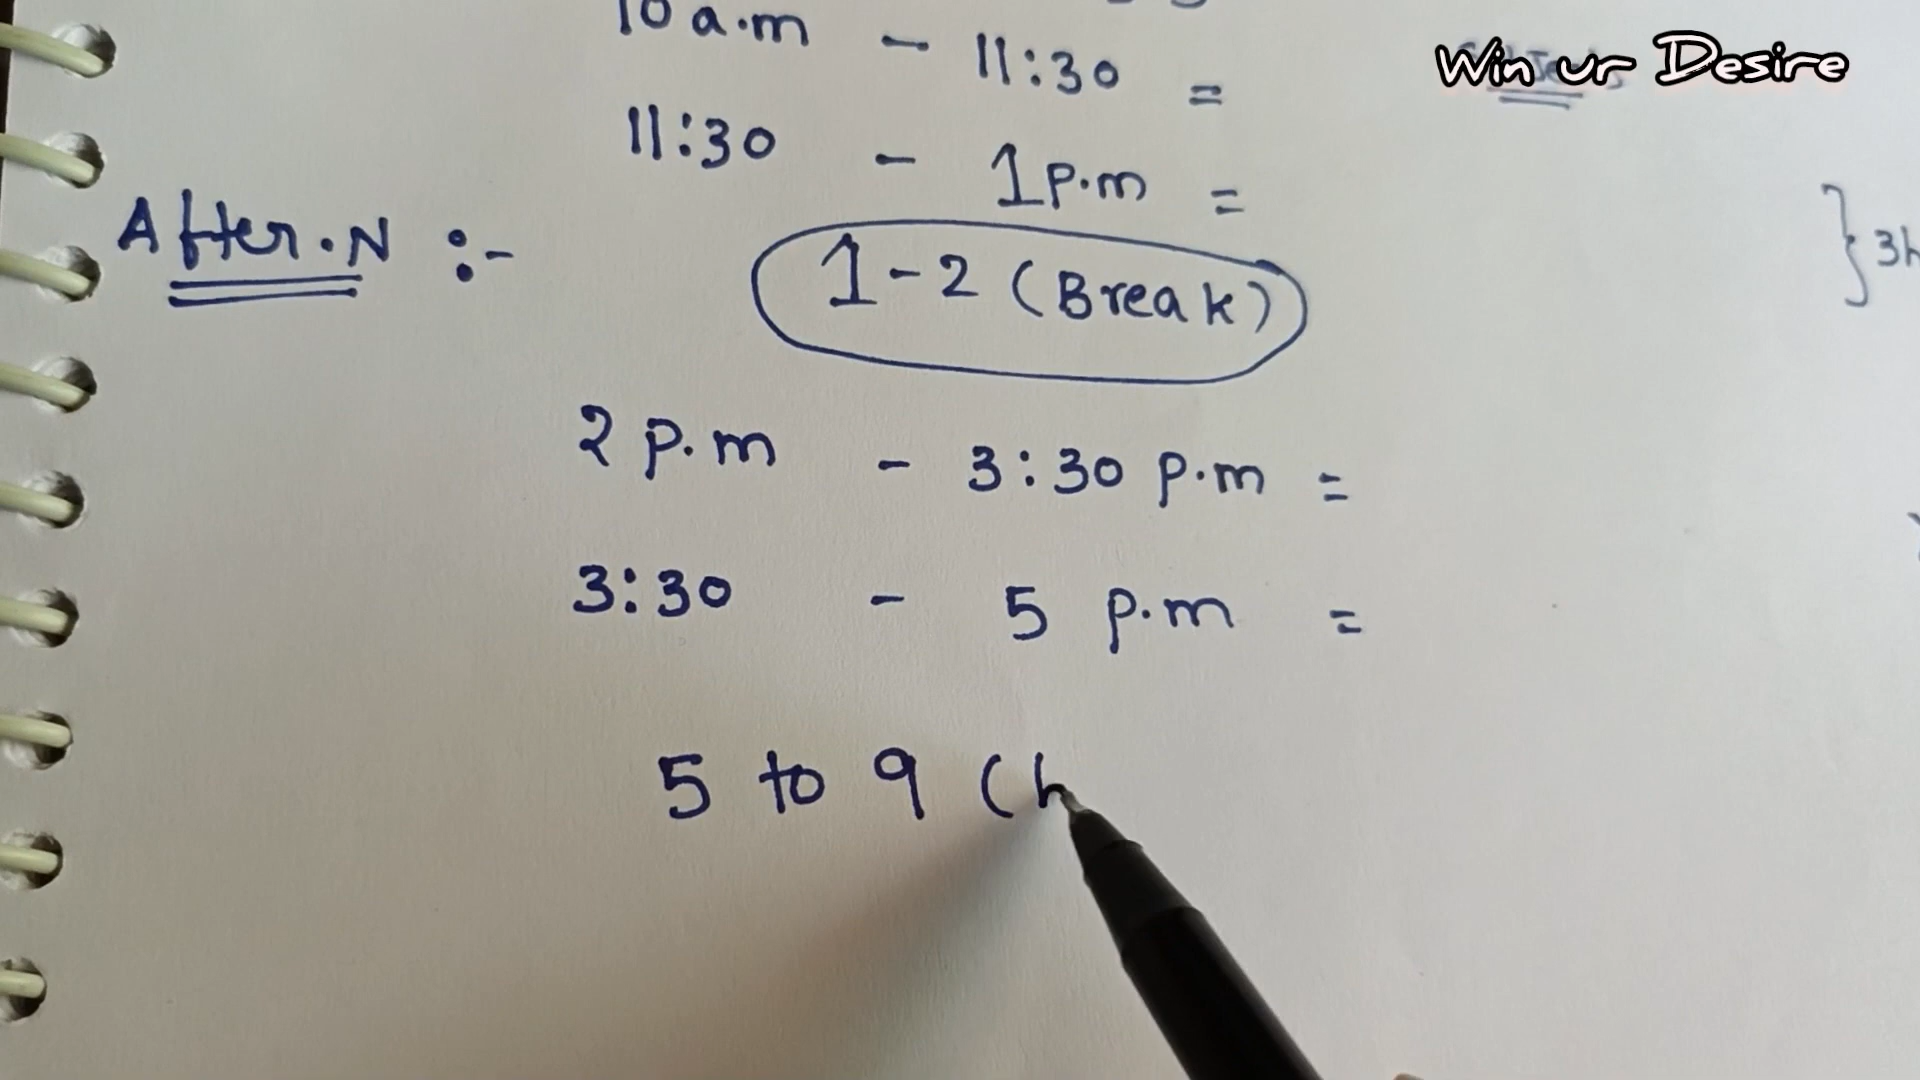 10 a.m - 11:30 =
Win ur Desire
11:30 - 1 p.m =
After.N :-
1-2 (Break)
2 p.m - 3:30 p.m =
3:30 - 5 p.m =
5 to 9 (